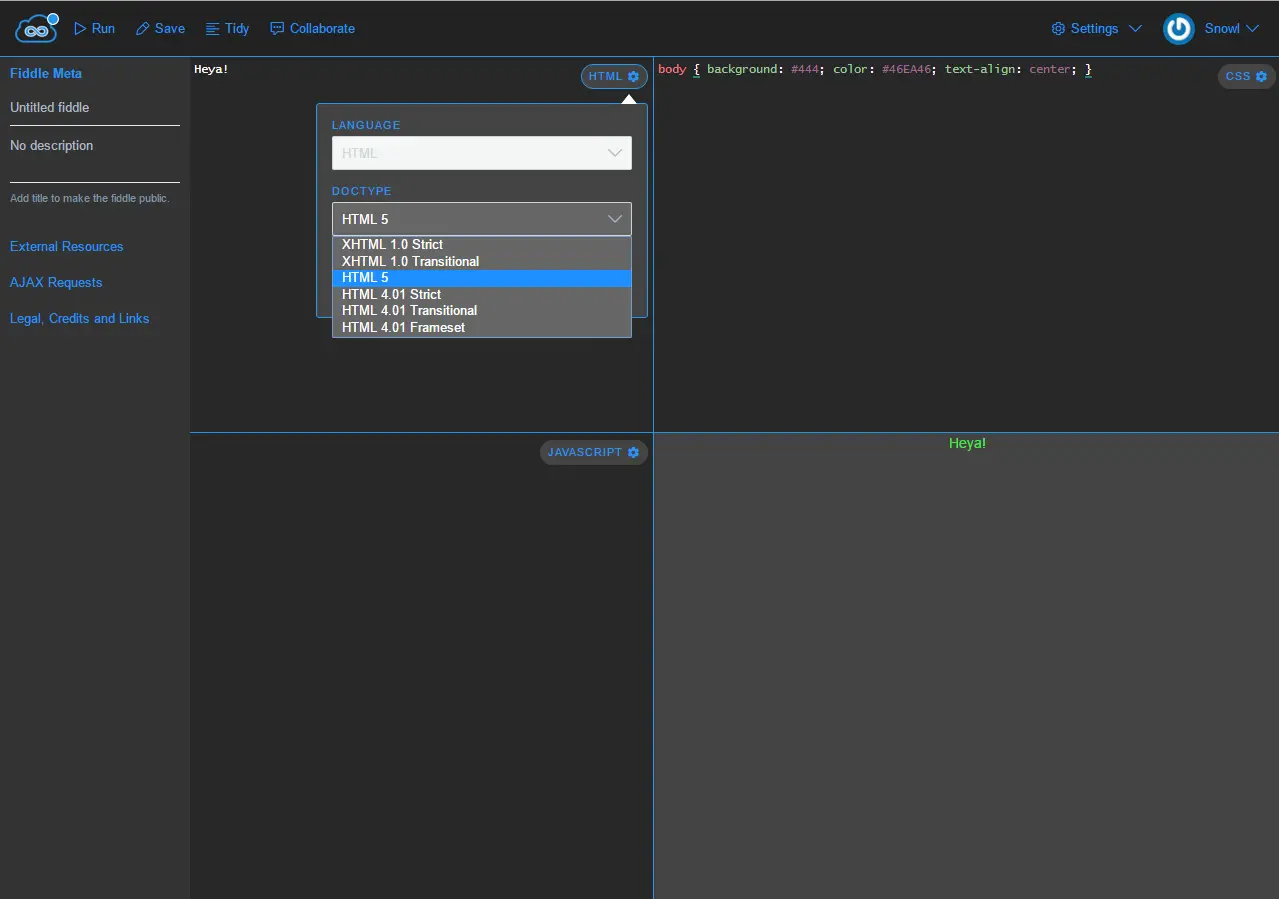 Run Save Tidy Collaborate Settings Snowl
Fiddle Meta
Untitled fiddle
No description
Add title to make the fiddle public.
External Resources
AJAX Requests
Legal, Credits and Links
Heya!
HTML
LANGUAGE
HTML
DOCTYPE
HTML 5
XHTML 1.0 Strict
XHTML 1.0 Transitional
HTML 5
HTML 4.01 Strict
HTML 4.01 Transitional
HTML 4.01 Frameset
body { background: #444; color: #46EA46; text-align: center; }
CSS
JAVASCRIPT
Heya!